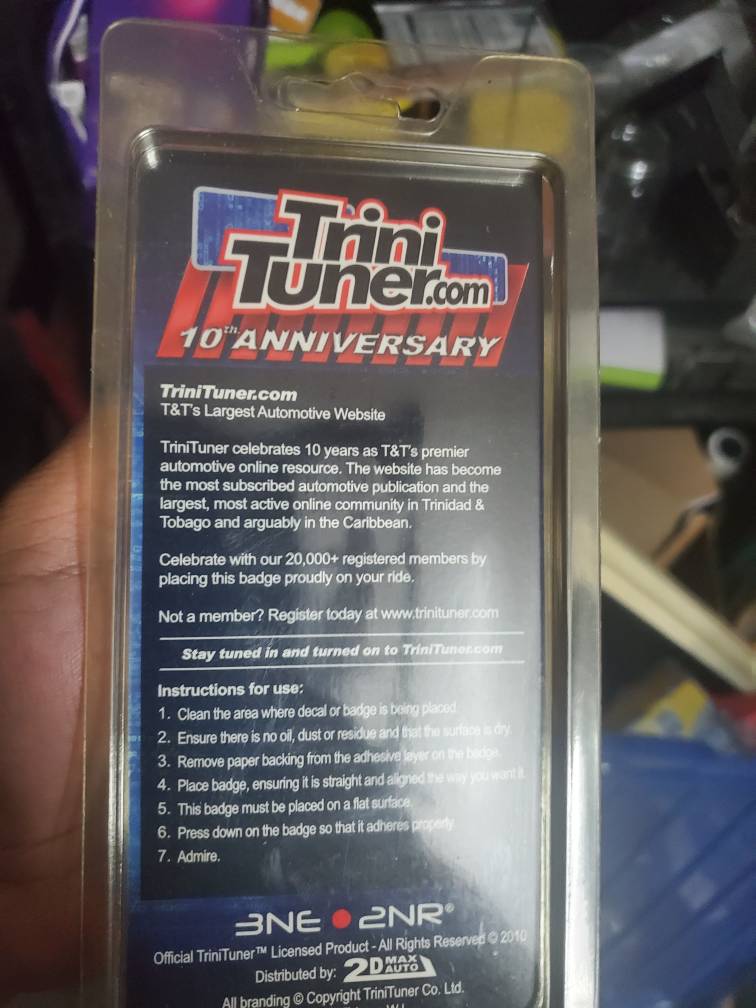 Trini
Tuner.com
10th ANNIVERSARY
TriniTuner.com
T&T's Largest Automotive Website
TriniTuner celebrates 10 years as T&T's premier
automotive online resource. The website has become
the most subscribed automotive publication and the
largest, most active online community in Trinidad &
Tobago and arguably in the Caribbean.
Celebrate with our 20,000+ registered members by
placing this badge proudly on your ride.
Not a member? Register today at www.trinituner.com
Stay tuned in and turned on to TriniTuner.com
Instructions for use:
1. Clean the area where decal or badge is being placed.
2. Ensure there is no oil, dust or residue and that the surface is dry.
3. Remove paper backing from the adhesive layer on the badge.
4. Place badge, ensuring it is straight and aligned the way you want it.
5. This badge must be placed on a flat surface.
6. Press down on the badge so that it adheres properly.
7. Admire.
3NE • 2NR®
Official TriniTuner™ Licensed Product - All Rights Reserved © 2010
Distributed by: 2D MAX AUTO
All branding © Copyright TriniTuner Co. Ltd.